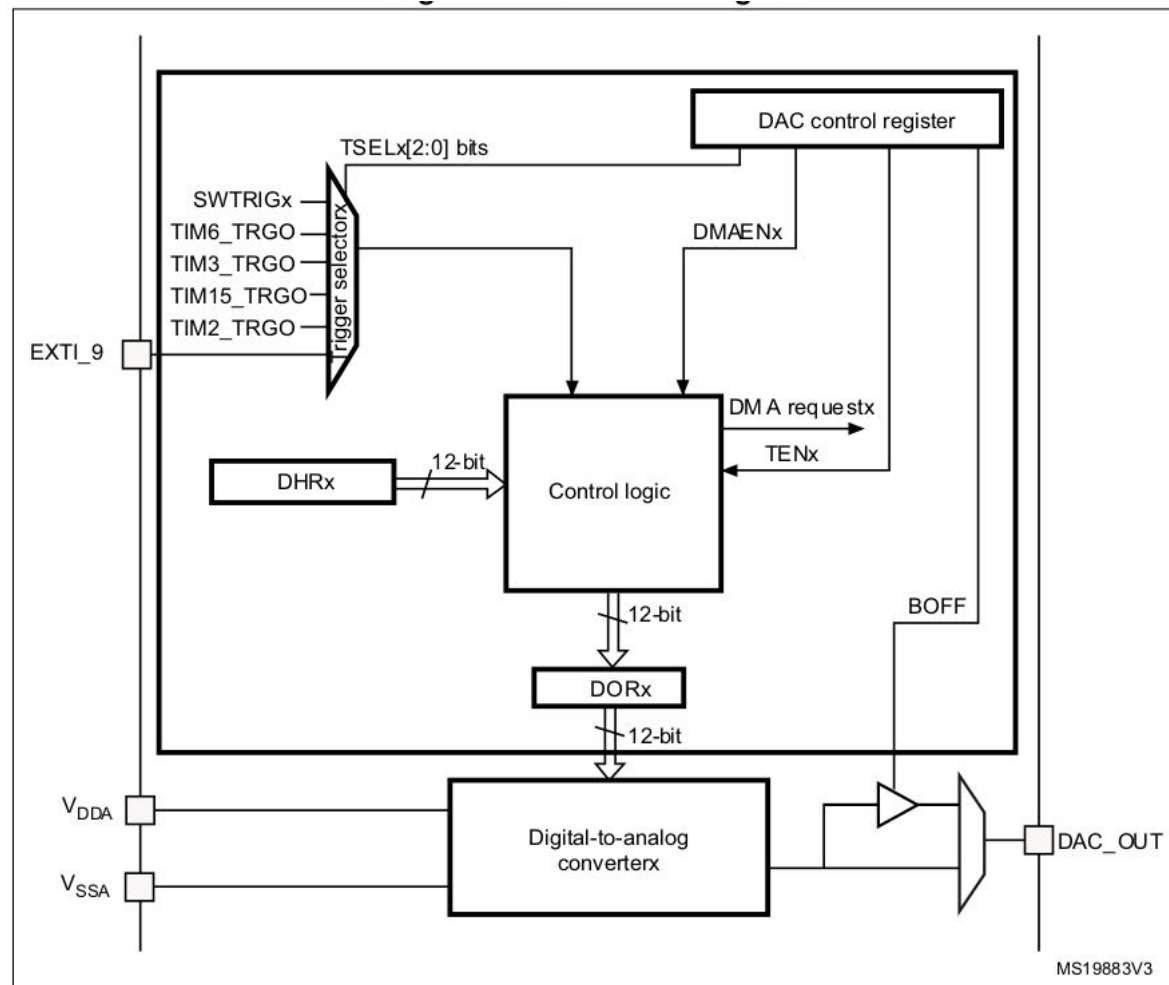 DAC control register
TSELx[2:0] bits
SWTRIGx
TIM6_TRGO
TIM3_TRGO
TIM15_TRGO
TIM2_TRGO
EXTI_9
Trigger selectorx
DMAENx
DMA requestx
TENx
DHRx
12-bit
Control logic
12-bit
BOFF
DORx
12-bit
VDDA
VSSA
Digital-to-analog
converterx
DAC_OUT
MS19883V3